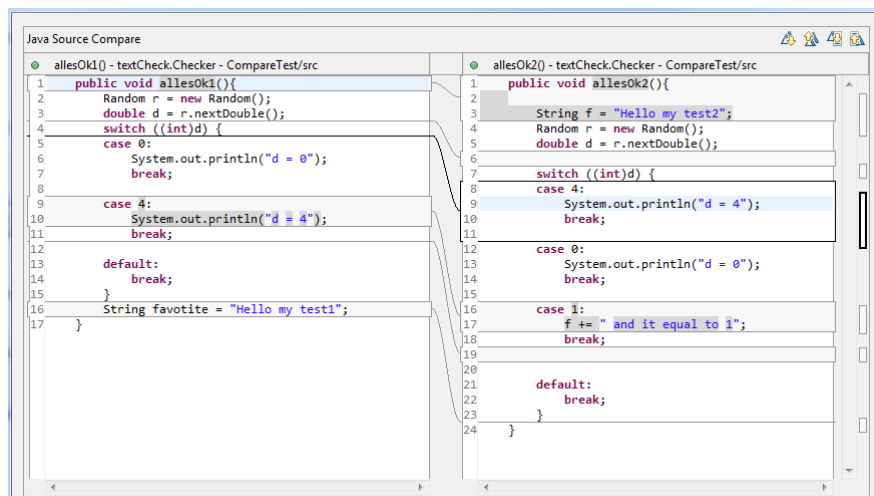 Java Source Compare
allesOk1() - textCheck.Checker - CompareTest/src
1 public void allesOk1(){
2 Random r = new Random();
3 double d = r.nextDouble();
4 switch ((int)d) {
5 case 0:
6 System.out.println("d = 0");
7 break;
8
9 case 4:
10 System.out.println("d = 4");
11 break;
12
13 default:
14 break;
15 }
16 String favotite = "Hello my test1";
17 }
allesOk2() - textCheck.Checker - CompareTest/src
1 public void allesOk2(){
2
3 String f = "Hello my test2";
4 Random r = new Random();
5 double d = r.nextDouble();
6
7 switch ((int)d) {
8 case 4:
9 System.out.println("d = 4");
10 break;
11
12 case 0:
13 System.out.println("d = 0");
14 break;
15
16 case 1:
17 f += " and it equal to 1";
18 break;
19
20
21 default:
22 break;
23 }
24 }